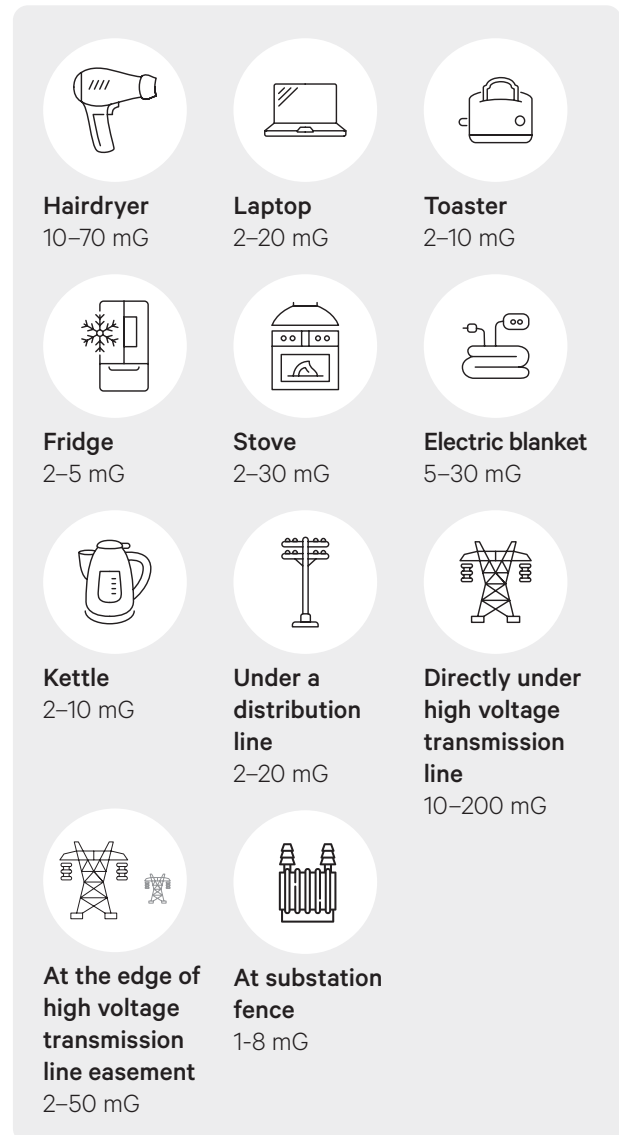 Hairdryer
10–70 mG
Laptop
2–20 mG
Toaster
2–10 mG
Fridge
2–5 mG
Stove
2–30 mG
Electric blanket
5–30 mG
Kettle
2–10 mG
Under a
distribution
line
2–20 mG
Directly under
high voltage
transmission
line
10–200 mG
At the edge of
high voltage
transmission
line easement
2–50 mG
At substation
fence
1-8 mG